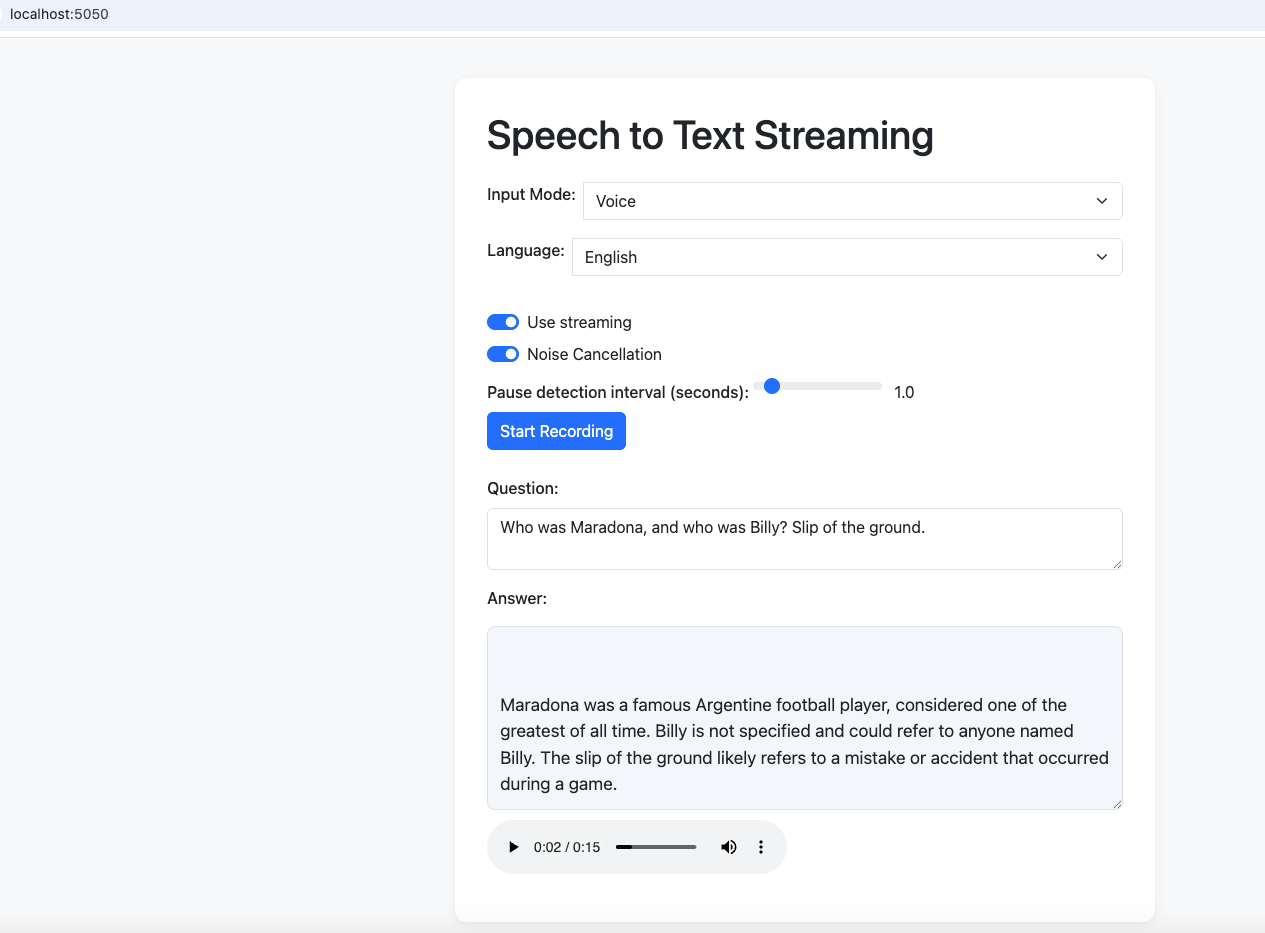 localhost:5050
Speech to Text Streaming
Input Mode: Voice
Language: English
Use streaming
Noise Cancellation
Pause detection interval (seconds): 1.0
Start Recording
Question:
Who was Maradona, and who was Billy? Slip of the ground.
Answer:
Maradona was a famous Argentine football player, considered one of the
greatest of all time. Billy is not specified and could refer to anyone named
Billy. The slip of the ground likely refers to a mistake or accident that occurred
during a game.
0:02 / 0:15